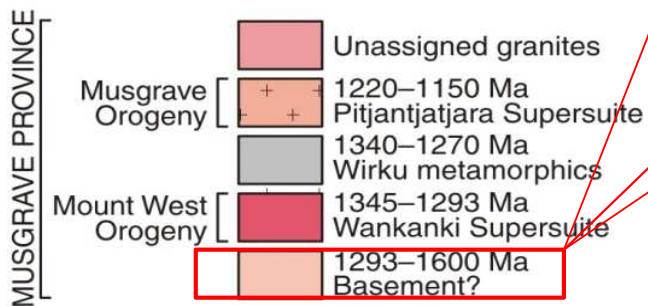 MUSGRAVE PROVINCE
Unassigned granites
Musgrave Orogeny
1220–1150 Ma
Pitjantjatjara Supersuite
1340–1270 Ma
Wirku metamorphics
Mount West Orogeny
1345–1293 Ma
Wankanki Supersuite
1293–1600 Ma
Basement?